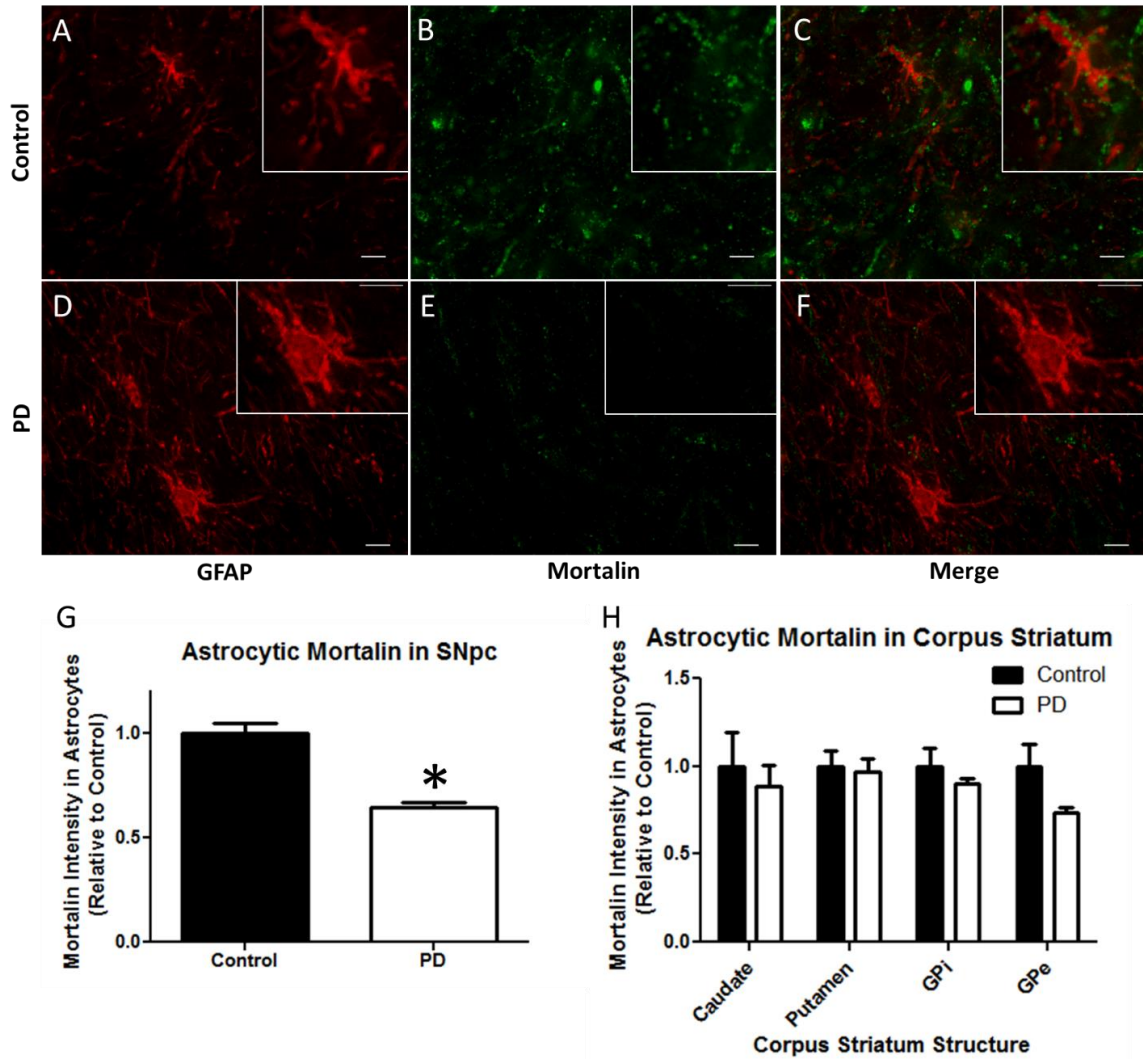 A
B
C
Control
D
E
F
PD
GFAP
Mortalin
Merge
G
Astrocytic Mortalin in SNpc
Mortalin Intensity in Astrocytes
(Relative to Control)
1.0
0.5
0.0
*
Control
PD
H
Astrocytic Mortalin in Corpus Striatum
Control
PD
Mortalin Intensity in Astrocytes
(Relative to Control)
1.5
1.0
0.5
0.0
Caudate
Putamen
GPi
GPe
Corpus Striatum Structure